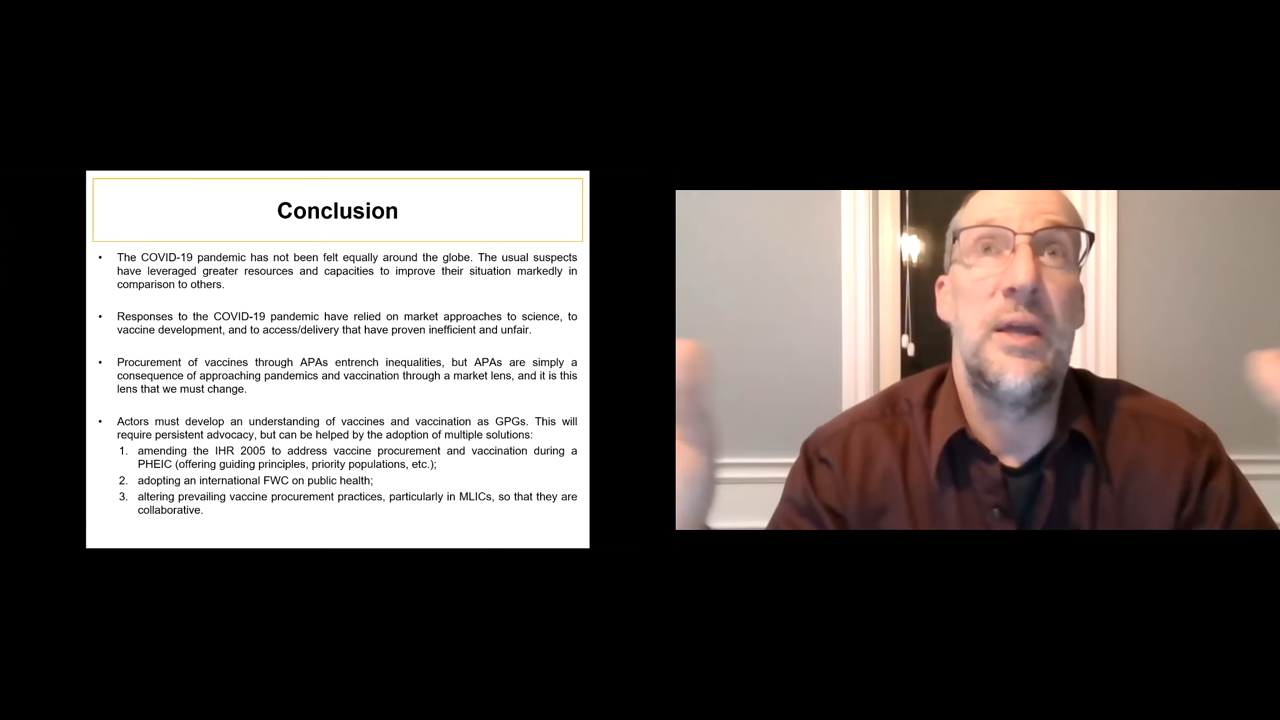 Conclusion
• The COVID-19 pandemic has not been felt equally around the globe. The usual suspects
have leveraged greater resources and capacities to improve their situation markedly in
comparison to others.
• Responses to the COVID-19 pandemic have relied on market approaches to science, to
vaccine development, and to access/delivery that have proven inefficient and unfair.
• Procurement of vaccines through APAs entrench inequalities, but APAs are simply a
consequence of approaching pandemics and vaccination through a market lens, and it is this
lens that we must change.
• Actors must develop an understanding of vaccines and vaccination as GPGs. This will
require persistent advocacy, but can be helped by the adoption of multiple solutions:
1. amending the IHR 2005 to address vaccine procurement and vaccination during a
PHEIC (offering guiding principles, priority populations, etc.);
2. adopting an international FWC on public health;
3. altering prevailing vaccine procurement practices, particularly in MLICs, so that they are
collaborative.